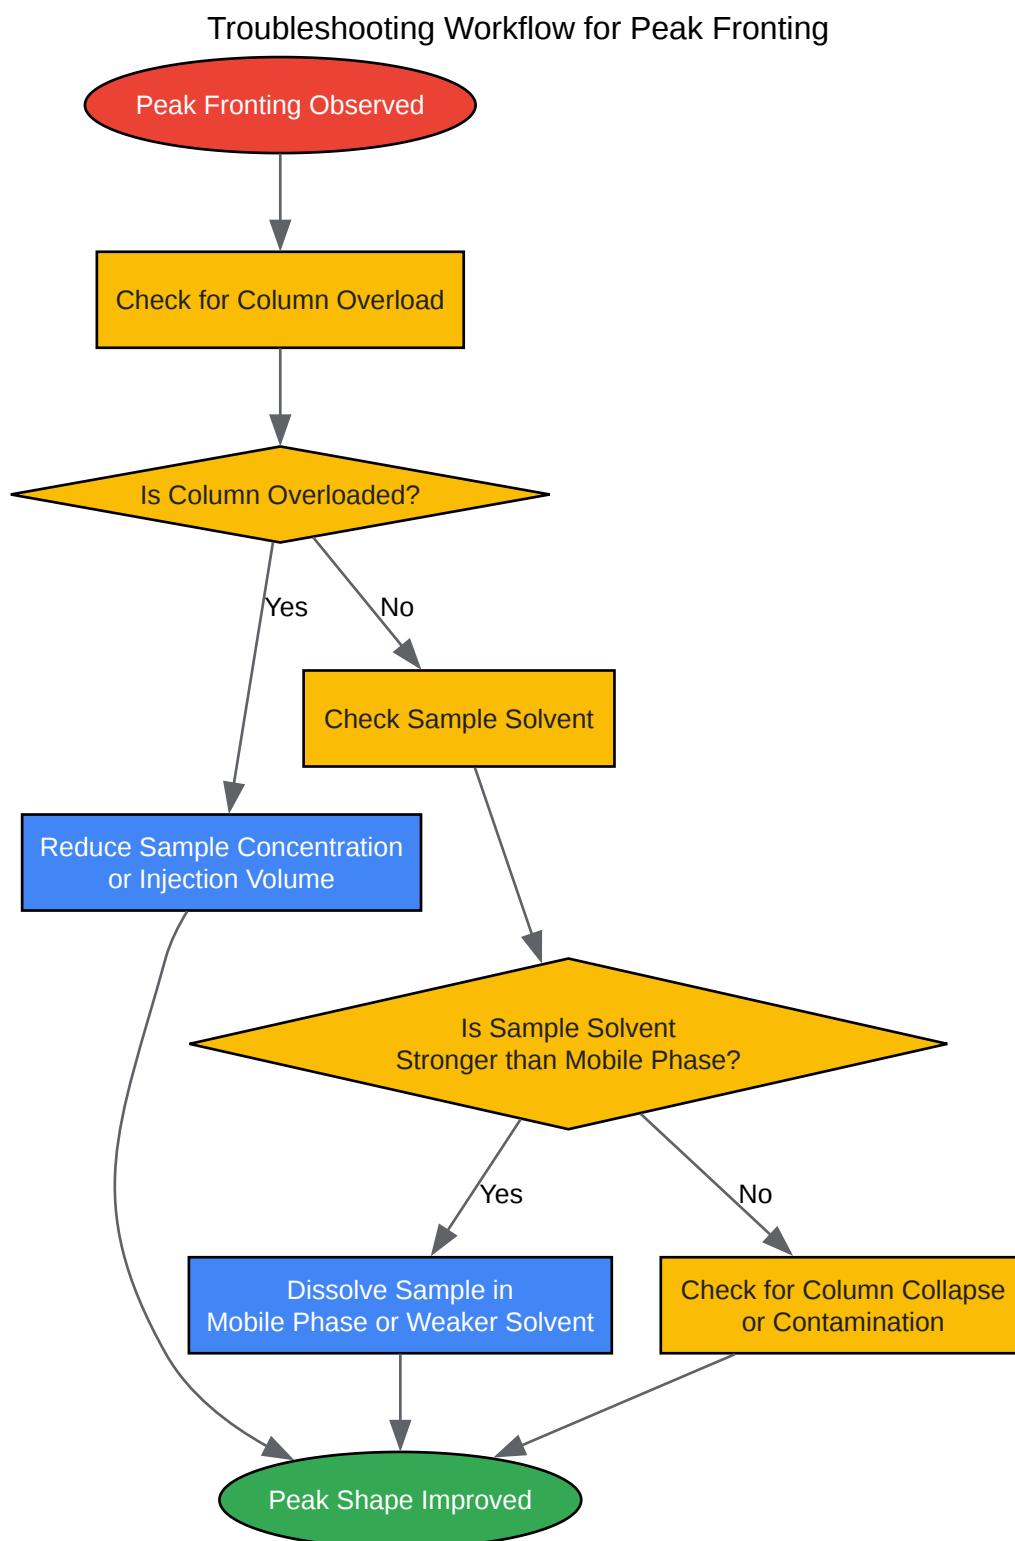 Troubleshooting Workflow for Peak Fronting
Peak Fronting Observed
Check for Column Overload
Is Column Overloaded?
Yes
No
Check Sample Solvent
Reduce Sample Concentration
or Injection Volume
Is Sample Solvent
Stronger than Mobile Phase?
Yes
No
Dissolve Sample in
Mobile Phase or Weaker Solvent
Check for Column Collapse
or Contamination
Peak Shape Improved